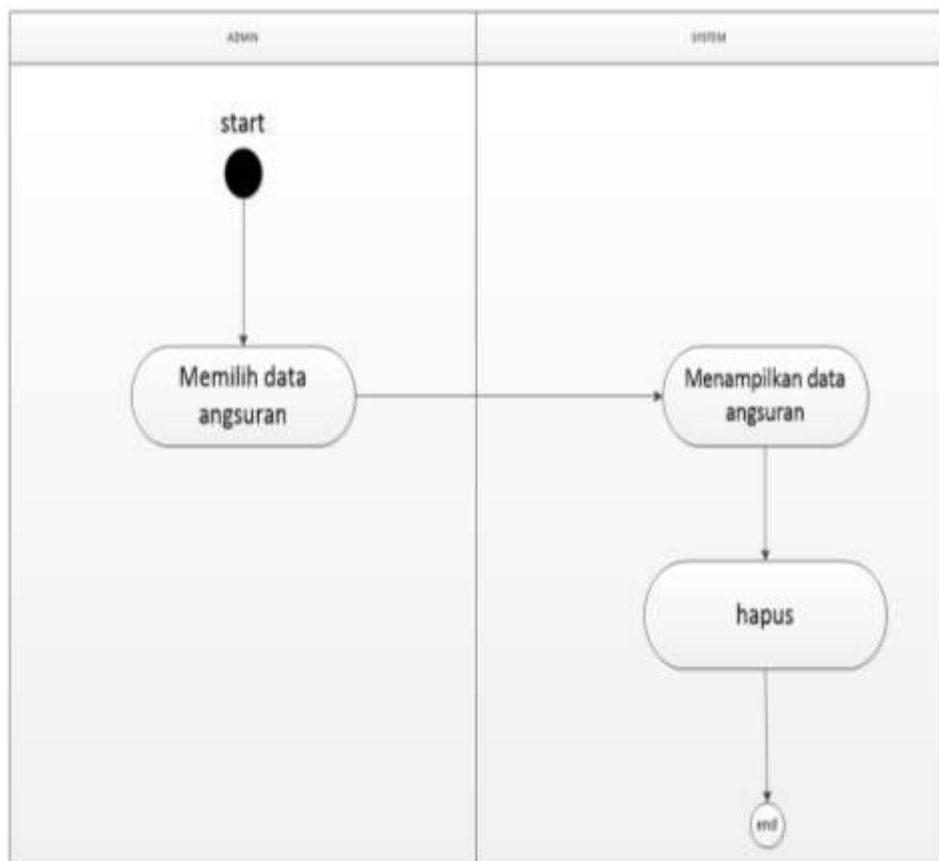 ADMIN
SYSTEM
start
Memilih data
angsuran
Menampilkan data
angsuran
hapus
end